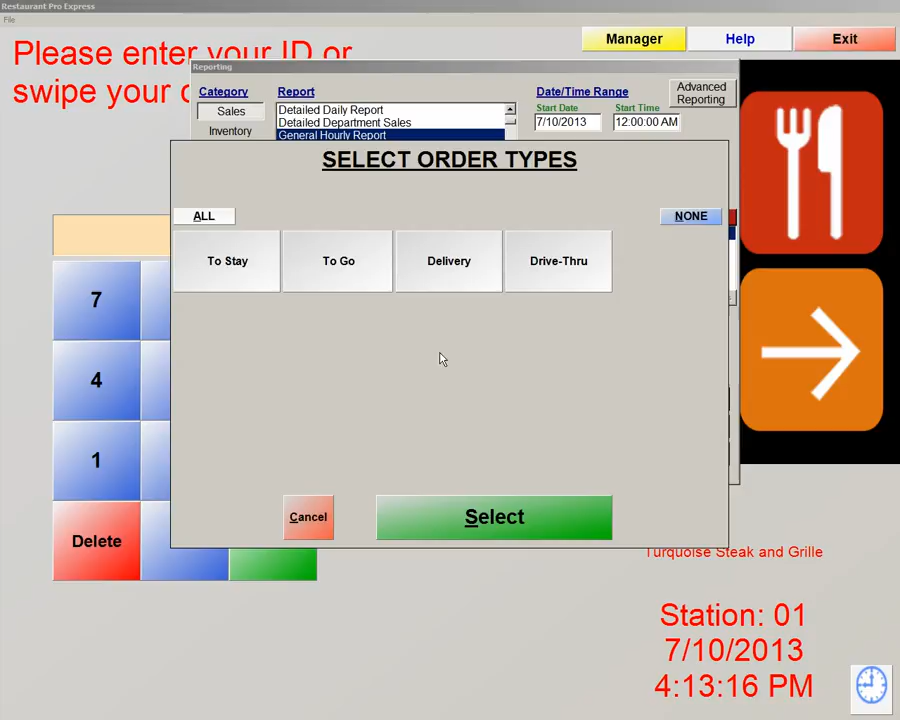 Restaurant Pro Express
File
Please enter your ID or
swipe your
Manager
Help
Exit
Reporting
Category
Report
Date/Time Range
Advanced
Reporting
Sales
Inventory
Detailed Daily Report
Detailed Department Sales
General Hourly Report
Start Date
Start Time
7/10/2013
12:00:00 AM
SELECT ORDER TYPES
ALL
NONE
To Stay
To Go
Delivery
Drive-Thru
7
4
1
Delete
Cancel
Select
Turquoise Steak and Grille
Station: 01
7/10/2013
4:13:16 PM